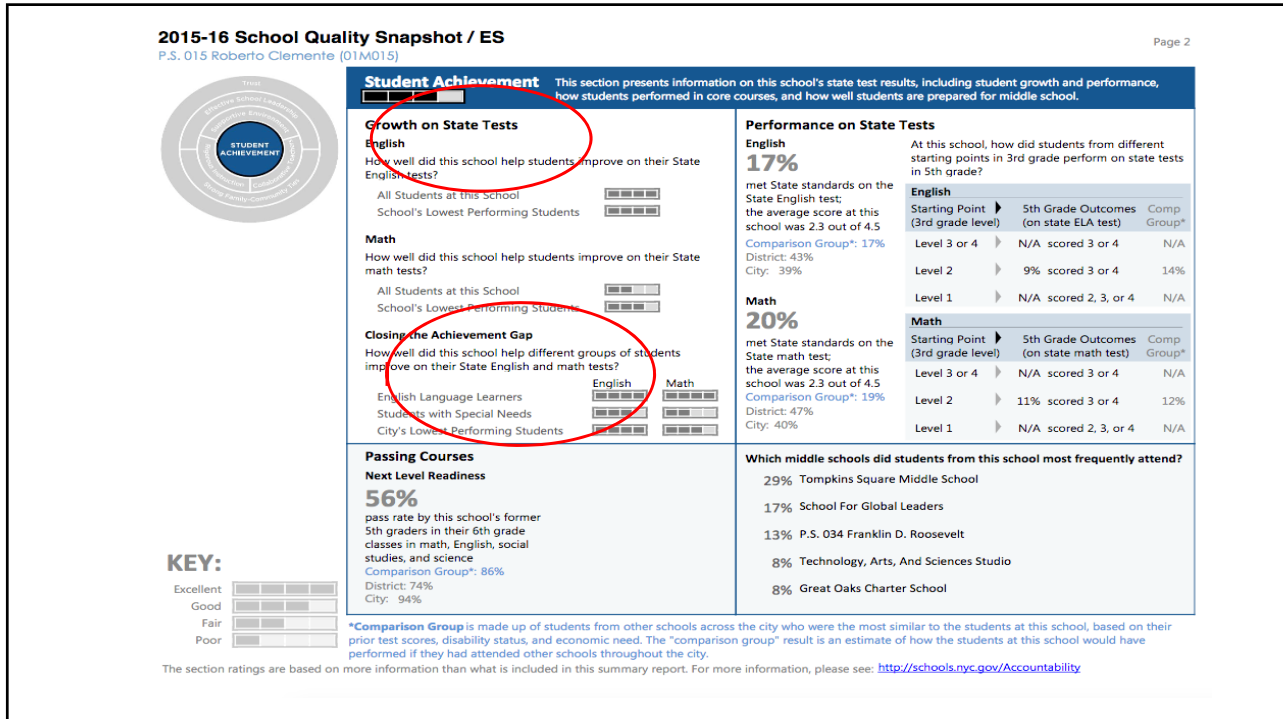 2015-16 School Quality Snapshot / ES
Page 2
P.S. 015 Roberto Clemente (01M015)
Trust
Effective School Leadership
Supportive Environment
Rigorous Instruction
Collaborative Teachers
Strong Family-Community Ties
STUDENT
ACHIEVEMENT
Student Achievement
This section presents information on this school's state test results, including student growth and performance,
how students performed in core courses, and how well students are prepared for middle school.
Growth on State Tests
English
How well did this school help students improve on their State
English tests?
All Students at this School
School's Lowest Performing Students
Math
How well did this school help students improve on their State
math tests?
All Students at this School
School's Lowest Performing Students
Closing the Achievement Gap
How well did this school help different groups of students
improve on their State English and math tests?
English Math
English Language Learners
Students with Special Needs
City's Lowest Performing Students
Performance on State Tests
English
17%
met State standards on the
State English test;
the average score at this
school was 2.3 out of 4.5
Comparison Group*: 17%
District: 43%
City: 39%
Math
20%
met State standards on the
State math test;
the average score at this
school was 2.3 out of 4.5
Comparison Group*: 19%
District: 47%
City: 40%
At this school, how did students from different
starting points in 3rd grade perform on state tests
in 5th grade?
English
Starting Point 5th Grade Outcomes Comp
(3rd grade level) (on state ELA test) Group*
Level 3 or 4 N/A scored 3 or 4 N/A
Level 2 9% scored 3 or 4 14%
Level 1 N/A scored 2, 3, or 4 N/A
Math
Starting Point 5th Grade Outcomes Comp
(3rd grade level) (on state math test) Group*
Level 3 or 4 N/A scored 3 or 4 N/A
Level 2 11% scored 3 or 4 12%
Level 1 N/A scored 2, 3, or 4 N/A
Passing Courses
Next Level Readiness
56%
pass rate by this school's former
5th graders in their 6th grade
classes in math, English, social
studies, and science
Comparison Group*: 86%
District: 74%
City: 94%
Which middle schools did students from this school most frequently attend?
29% Tompkins Square Middle School
17% School For Global Leaders
13% P.S. 034 Franklin D. Roosevelt
8% Technology, Arts, And Sciences Studio
8% Great Oaks Charter School
KEY:
Excellent
Good
Fair
Poor
*Comparison Group is made up of students from other schools across the city who were the most similar to the students at this school, based on their
prior test scores, disability status, and economic need. The "comparison group" result is an estimate of how the students at this school would have
performed if they had attended other schools throughout the city.
The section ratings are based on more information than what is included in this summary report. For more information, please see: http://schools.nyc.gov/Accountability